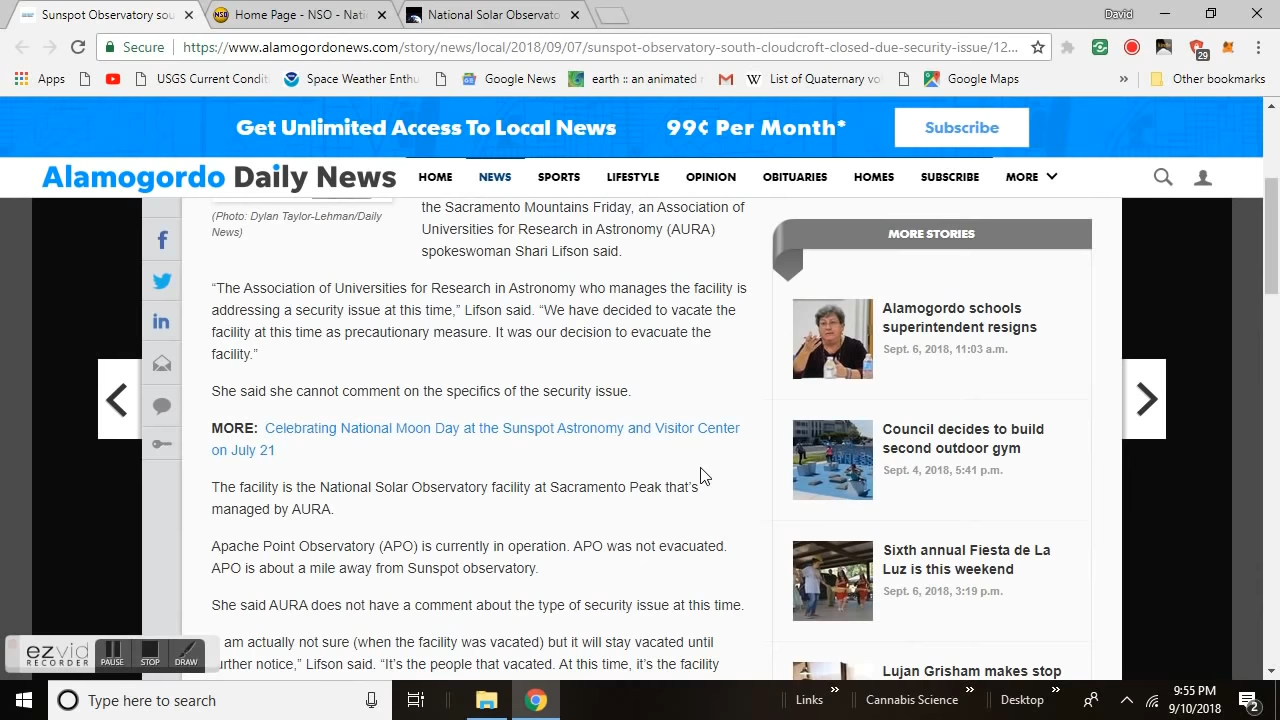 Sunspot Observatory sou
Home Page - NSO - Nati
National Solar Observato
David
Secure
https://www.alamogordonews.com/story/news/local/2018/09/07/sunspot-observatory-south-cloudcroft-closed-due-security-issue/12...
29
Apps
USGS Current Condit
Space Weather Enthu
Google News
earth :: an animated
List of Quaternary vo
Google Maps
»
Other bookmarks
Get Unlimited Access To Local News
99¢ Per Month*
Subscribe
Alamogordo Daily News
HOME
NEWS
SPORTS
LIFESTYLE
OPINION
OBITUARIES
HOMES
SUBSCRIBE
MORE
(Photo: Dylan Taylor-Lehman/Daily
News)
the Sacramento Mountains Friday, an Association of
Universities for Research in Astronomy (AURA)
spokeswoman Shari Lifson said.
“The Association of Universities for Research in Astronomy who manages the facility is
addressing a security issue at this time,” Lifson said. “We have decided to vacate the
facility at this time as precautionary measure. It was our decision to evacuate the
facility.”
She said she cannot comment on the specifics of the security issue.
MORE: Celebrating National Moon Day at the Sunspot Astronomy and Visitor Center
on July 21
The facility is the National Solar Observatory facility at Sacramento Peak that’s
managed by AURA.
Apache Point Observatory (APO) is currently in operation. APO was not evacuated.
APO is about a mile away from Sunspot observatory.
She said AURA does not have a comment about the type of security issue at this time.
am actually not sure (when the facility was vacated) but it will stay vacated until
further notice,” Lifson said. “It’s the people that vacated. At this time, it’s the facility
MORE STORIES
Alamogordo schools
superintendent resigns
Sept. 6, 2018, 11:03 a.m.
Council decides to build
second outdoor gym
Sept. 4, 2018, 5:41 p.m.
Sixth annual Fiesta de La
Luz is this weekend
Sept. 6, 2018, 3:19 p.m.
Lujan Grisham makes stop
ezvid
RECORDER
PAUSE
STOP
DRAW
Type here to search
Links
»
Cannabis Science
»
Desktop
»
9:55 PM
9/10/2018
2